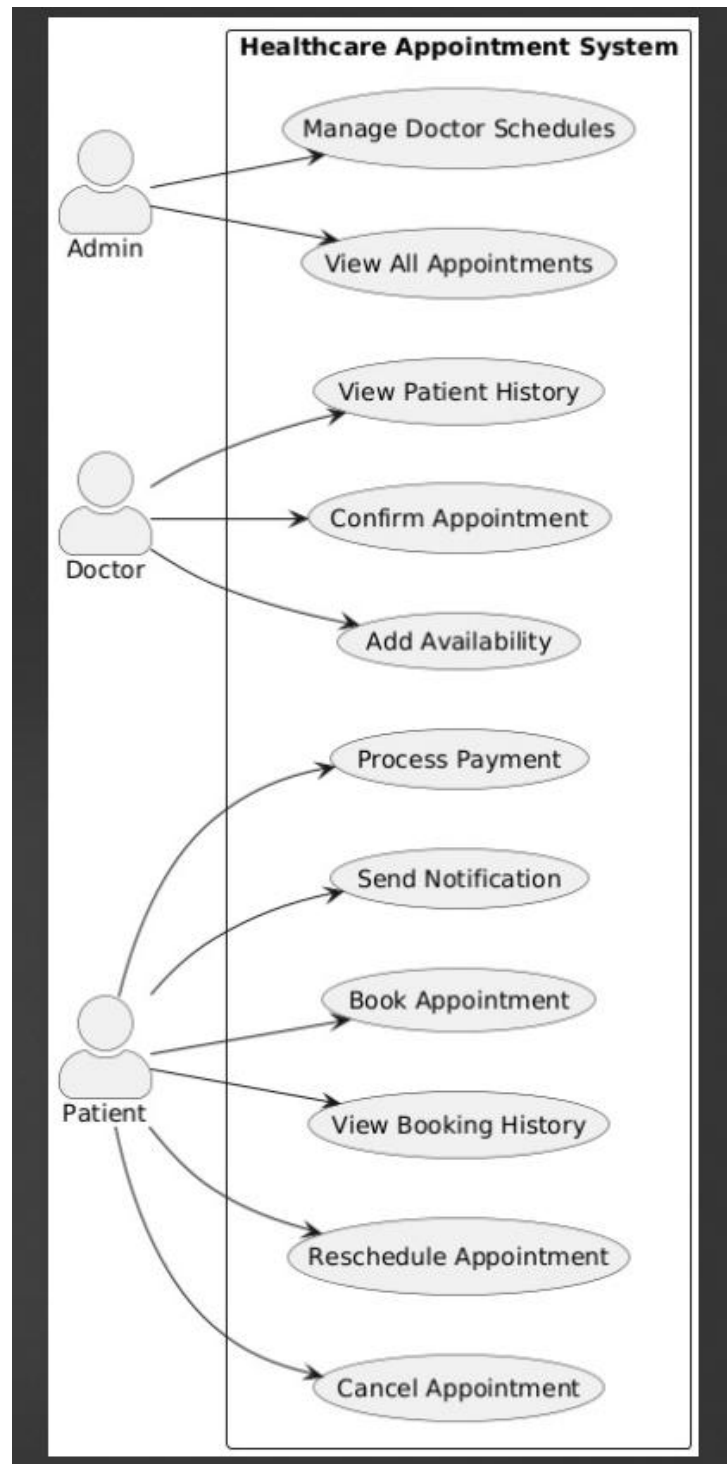 Healthcare Appointment System
Manage Doctor Schedules
Admin
View All Appointments
View Patient History
Confirm Appointment
Doctor
Add Availability
Process Payment
Send Notification
Book Appointment
Patient
View Booking History
Reschedule Appointment
Cancel Appointment